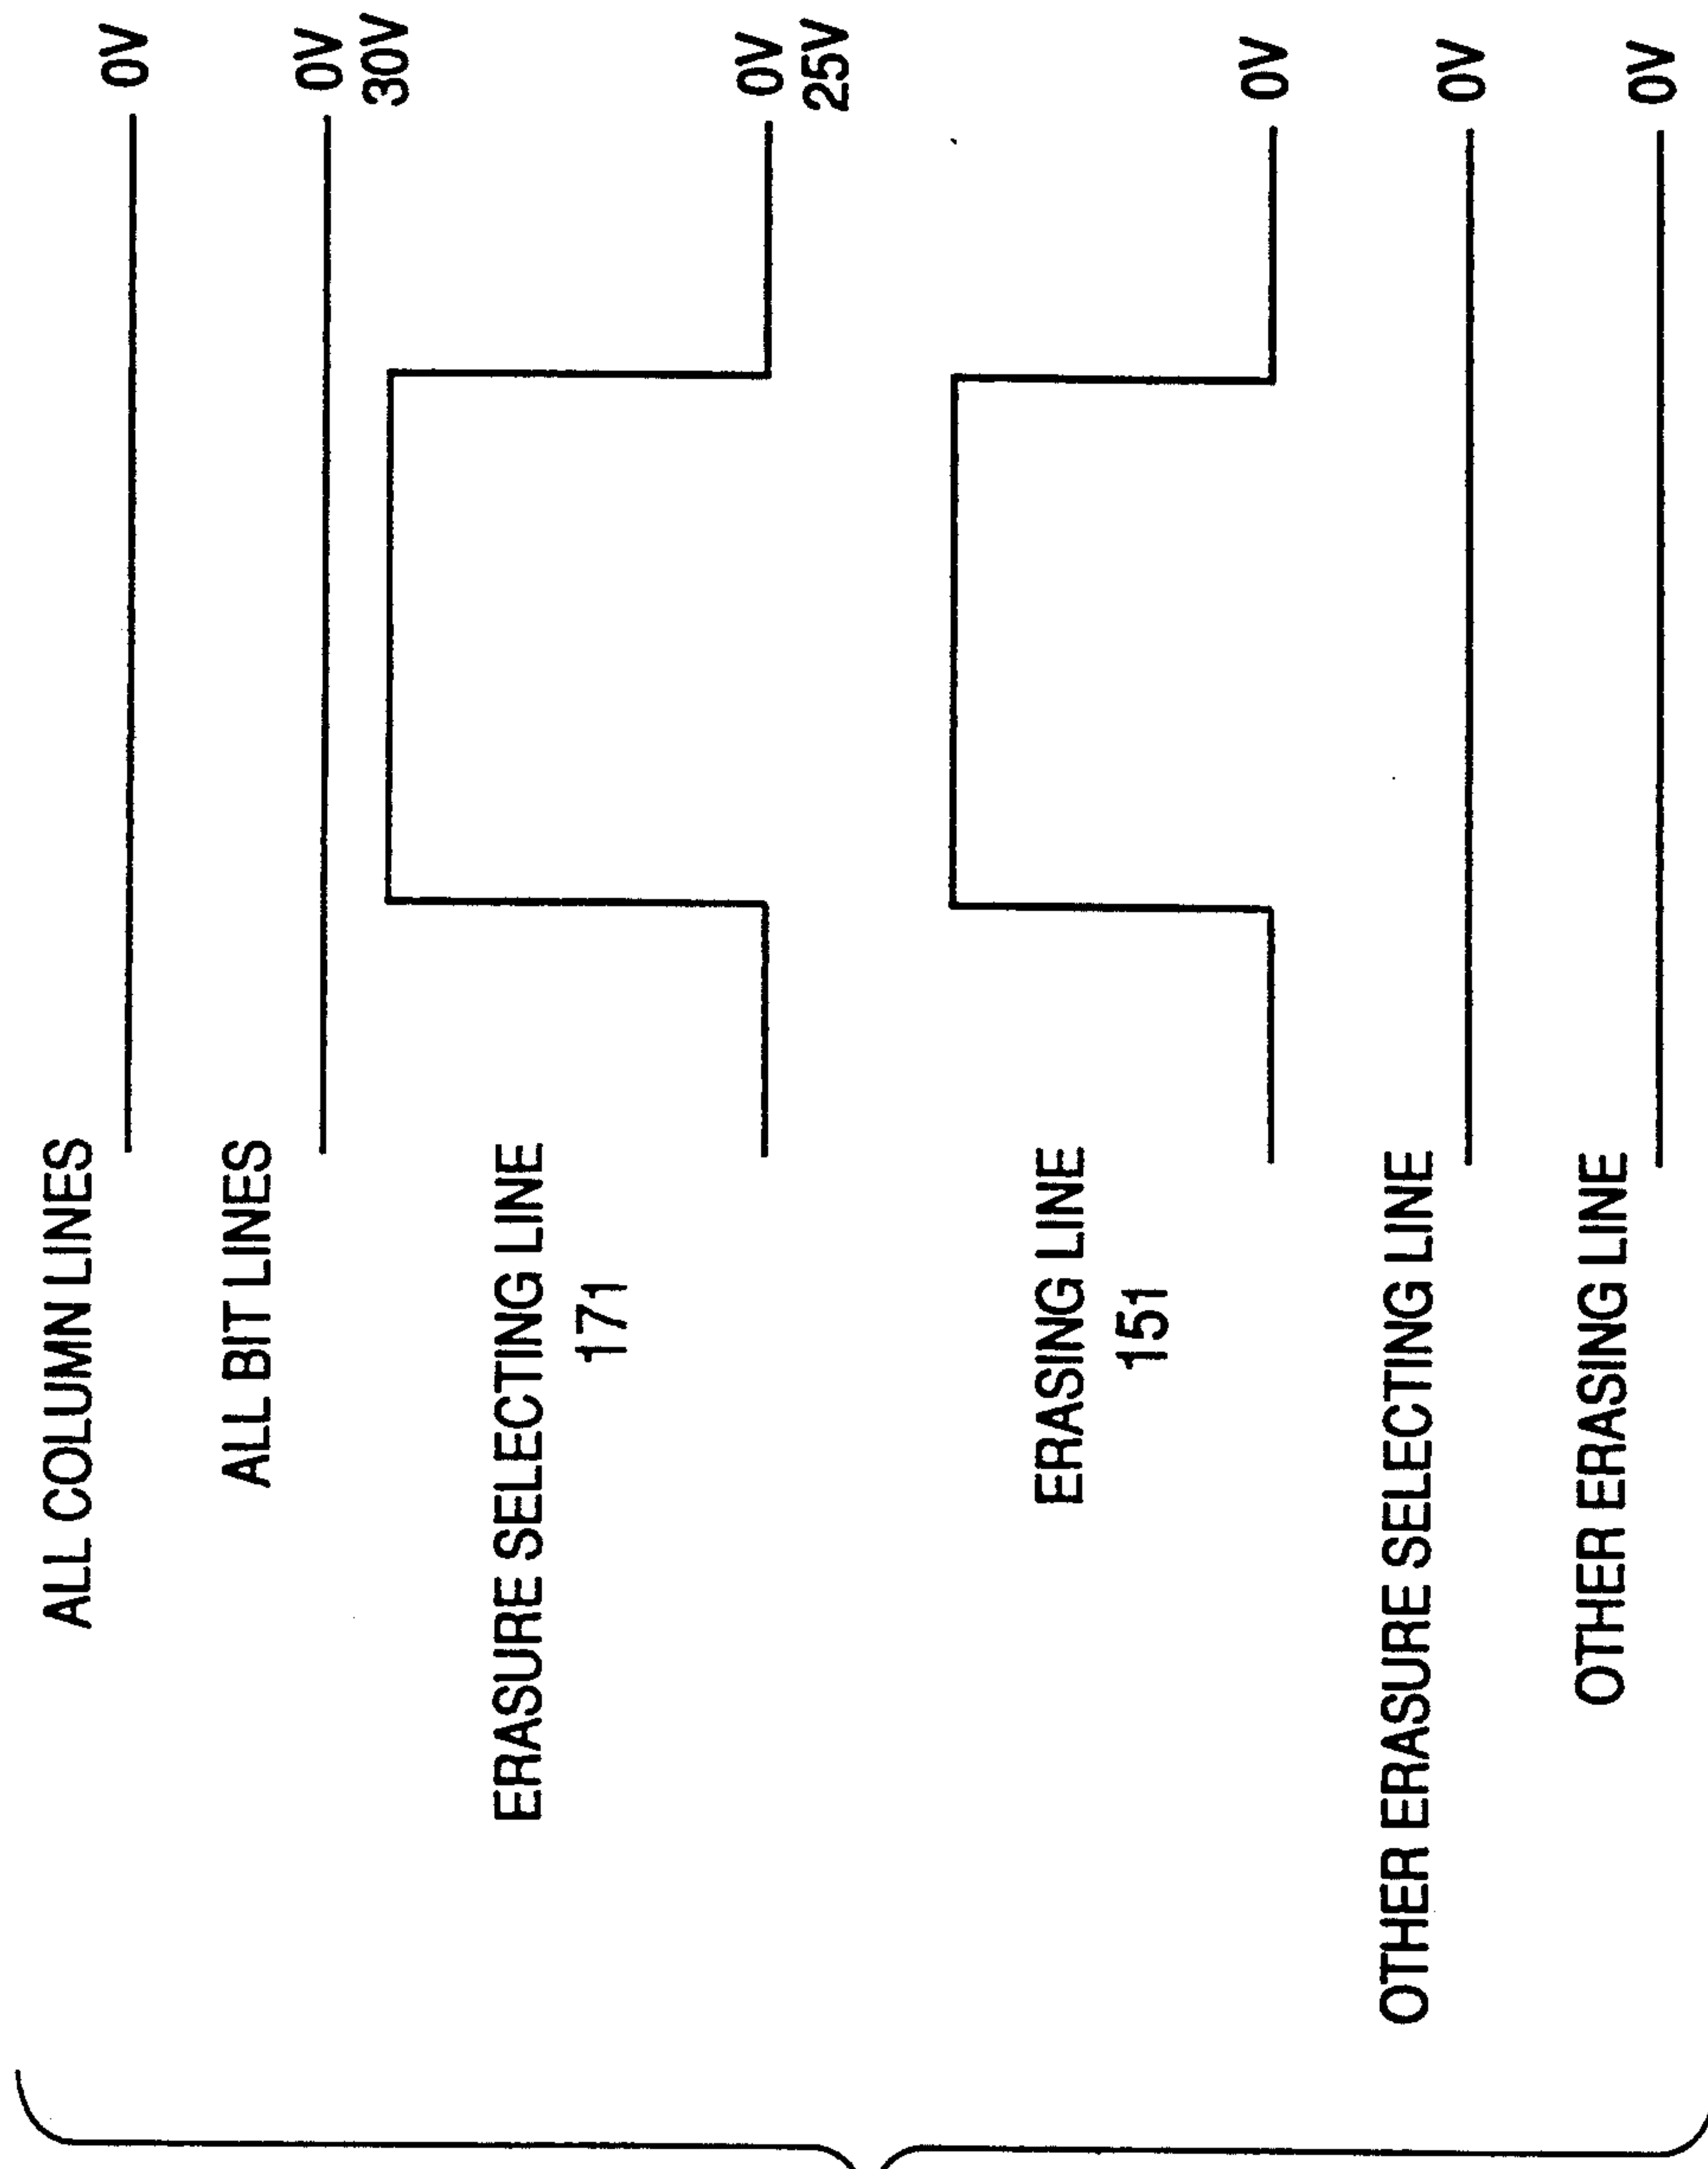 ALL COLUMN LINES 0V
ALL BIT LINES 0V
30V
ERASURE SELECTING LINE
171
0V
25V
ERASING LINE
151
0V
OTHER ERASURE SELECTING LINE 0V
OTHER ERASING LINE 0V